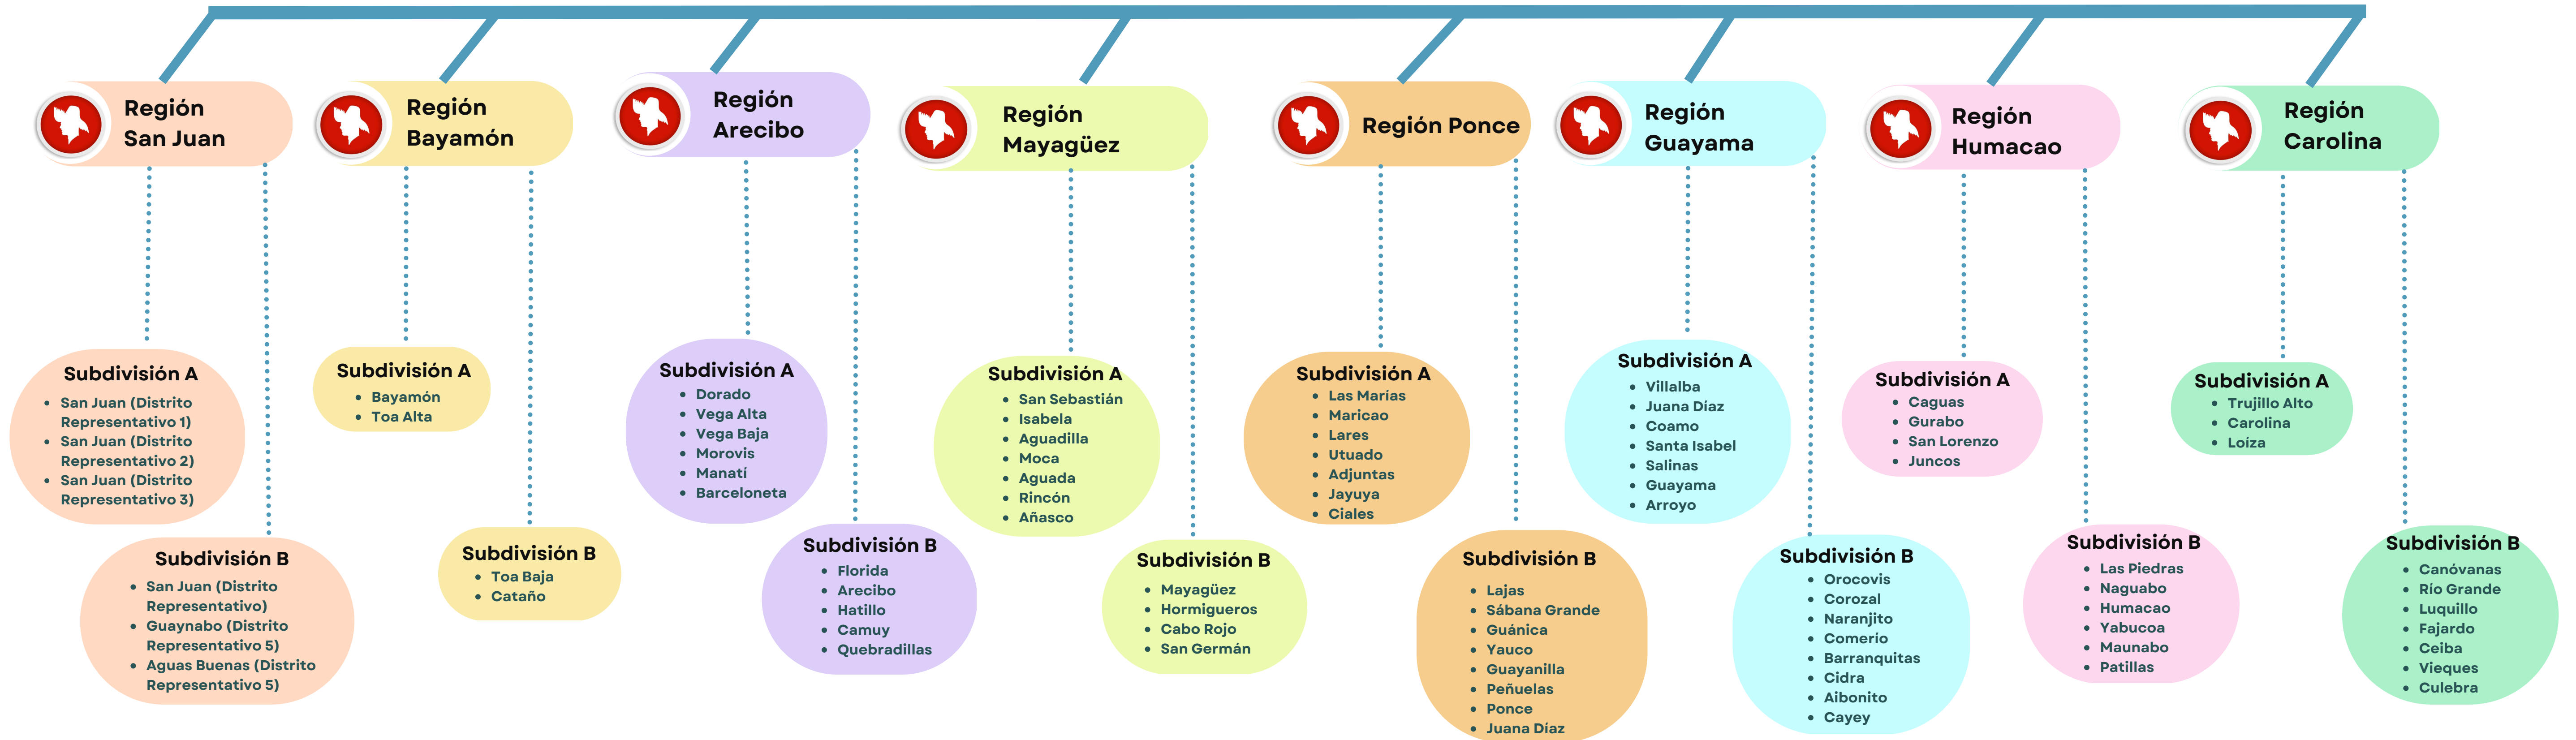 Región
San Juan
Subdivisión A
San Juan (Distrito
Representativo 1)
San Juan (Distrito
Representativo 2)
San Juan (Distrito
Representativo 3)
Subdivisión B
San Juan (Distrito
Representativo)
Guaynabo (Distrito
Representativo 5)
Aguas Buenas (Distrito
Representativo 5)
Región
Bayamón
Subdivisión A
Bayamón
Toa Alta
Subdivisión B
Toa Baja
Cataño
Región
Arecibo
Subdivisión A
Dorado
Vega Alta
Vega Baja
Morovis
Manatí
Barceloneta
Subdivisión B
Florida
Arecibo
Hatillo
Camuy
Quebradillas
Región
Mayagüez
Subdivisión A
San Sebastián
Isabela
Aguadilla
Moca
Aguada
Rincón
Añasco
Subdivisión B
Mayagüez
Hormigueros
Cabo Rojo
San Germán
Región Ponce
Subdivisión A
Las Marías
Maricao
Lares
Utuado
Adjuntas
Jayuya
Ciales
Subdivisión B
Lajas
Sábana Grande
Guánica
Yauco
Guayanilla
Peñuelas
Ponce
Juana Díaz
Región
Guayama
Subdivisión A
Villalba
Juana Díaz
Coamo
Santa Isabel
Salinas
Guayama
Arroyo
Subdivisión B
Orocovis
Corozal
Naranjito
Comerío
Barranquitas
Cidra
Aibonito
Cayey
Región
Humacao
Subdivisión A
Caguas
Gurabo
San Lorenzo
Juncos
Subdivisión B
Las Piedras
Naguabo
Humacao
Yabucoa
Maunabo
Patillas
Región
Carolina
Subdivisión A
Trujillo Alto
Carolina
Loíza
Subdivisión B
Canóvanas
Río Grande
Luquillo
Fajardo
Ceiba
Vieques
Culebra